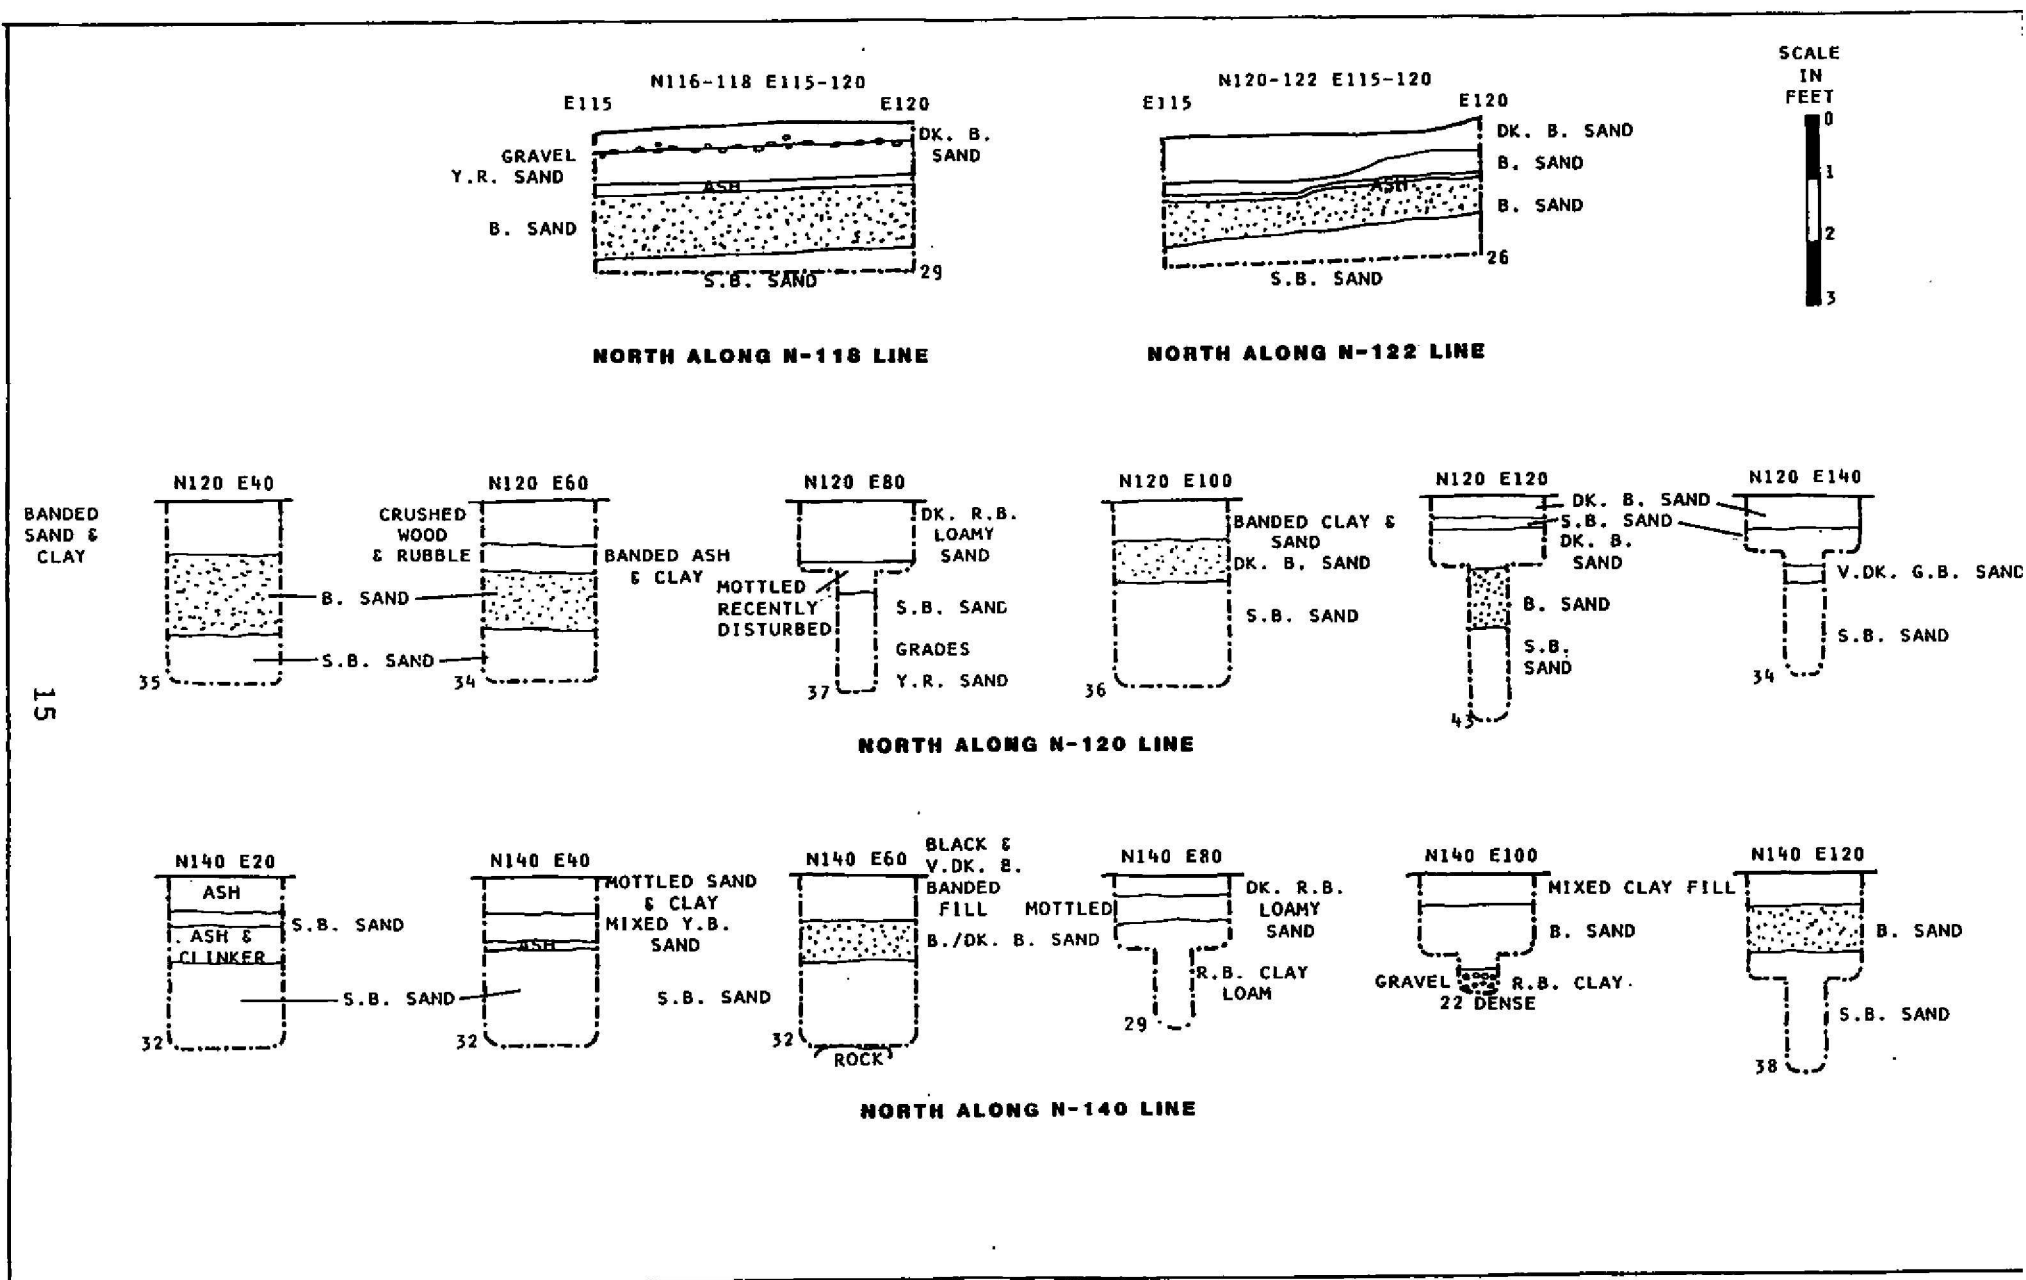 SCALE
IN
FEET
0
1
2
3
N116-118 E115-120
E115
E120
GRAVEL
Y.R. SAND
B. SAND
ASH
DK. B.
SAND
29
S.B. SAND
NORTH ALONG N-118 LINE
N120-122 E115-120
E115
E120
DK. B. SAND
B. SAND
ASH
B. SAND
26
S.B. SAND
NORTH ALONG N-122 LINE
N120 E40
BANDED
SAND &
CLAY
B. SAND
S.B. SAND
35
N120 E60
CRUSHED
WOOD
& RUBBLE
BANDED ASH
& CLAY
34
N120 E80
DK. R.B.
LOAMY
SAND
MOTTLED
RECENTLY
DISTURBED
S.B. SAND
GRADES
Y.R. SAND
37
N120 E100
BANDED CLAY &
SAND
DK. B. SAND
S.B. SAND
36
N120 E120
DK. B. SAND
S.B. SAND
DK. B.
SAND
B. SAND
S.B.
SAND
43
N120 E140
V.DK. G.B. SAND
S.B. SAND
34
15
NORTH ALONG N-120 LINE
N140 E20
ASH
S.B. SAND
ASH &
CLINKER
S.B. SAND
32
N140 E40
MOTTLED SAND
& CLAY
MIXED Y.B.
SAND
ASH
32
N140 E60
BLACK &
V.DK. B.
BANDED
FILL
B./DK. B. SAND
S.B. SAND
32
ROCK
N140 E80
MOTTLED
DK. R.B.
LOAMY
SAND
R.B. CLAY
LOAM
29
N140 E100
MIXED CLAY FILL
B. SAND
GRAVEL
R.B. CLAY
22 DENSE
N140 E120
B. SAND
S.B. SAND
38
NORTH ALONG N-140 LINE